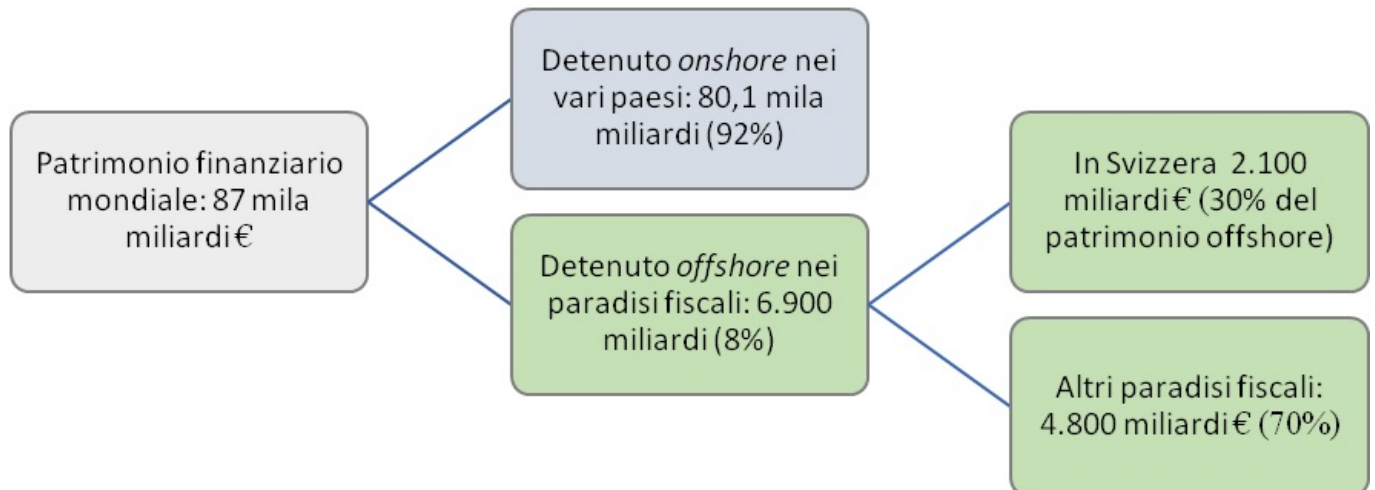 Patrimonio finanziario
mondiale: 87 mila
miliardi €
Detenuto onshore nei
vari paesi: 80,1 mila
miliardi (92%)
Detenuto offshore nei
paradisi fiscali: 6.900
miliardi (8%)
In Svizzera 2.100
miliardi € (30% del
patrimonio offshore)
Altri paradisi fiscali:
4.800 miliardi € (70%)